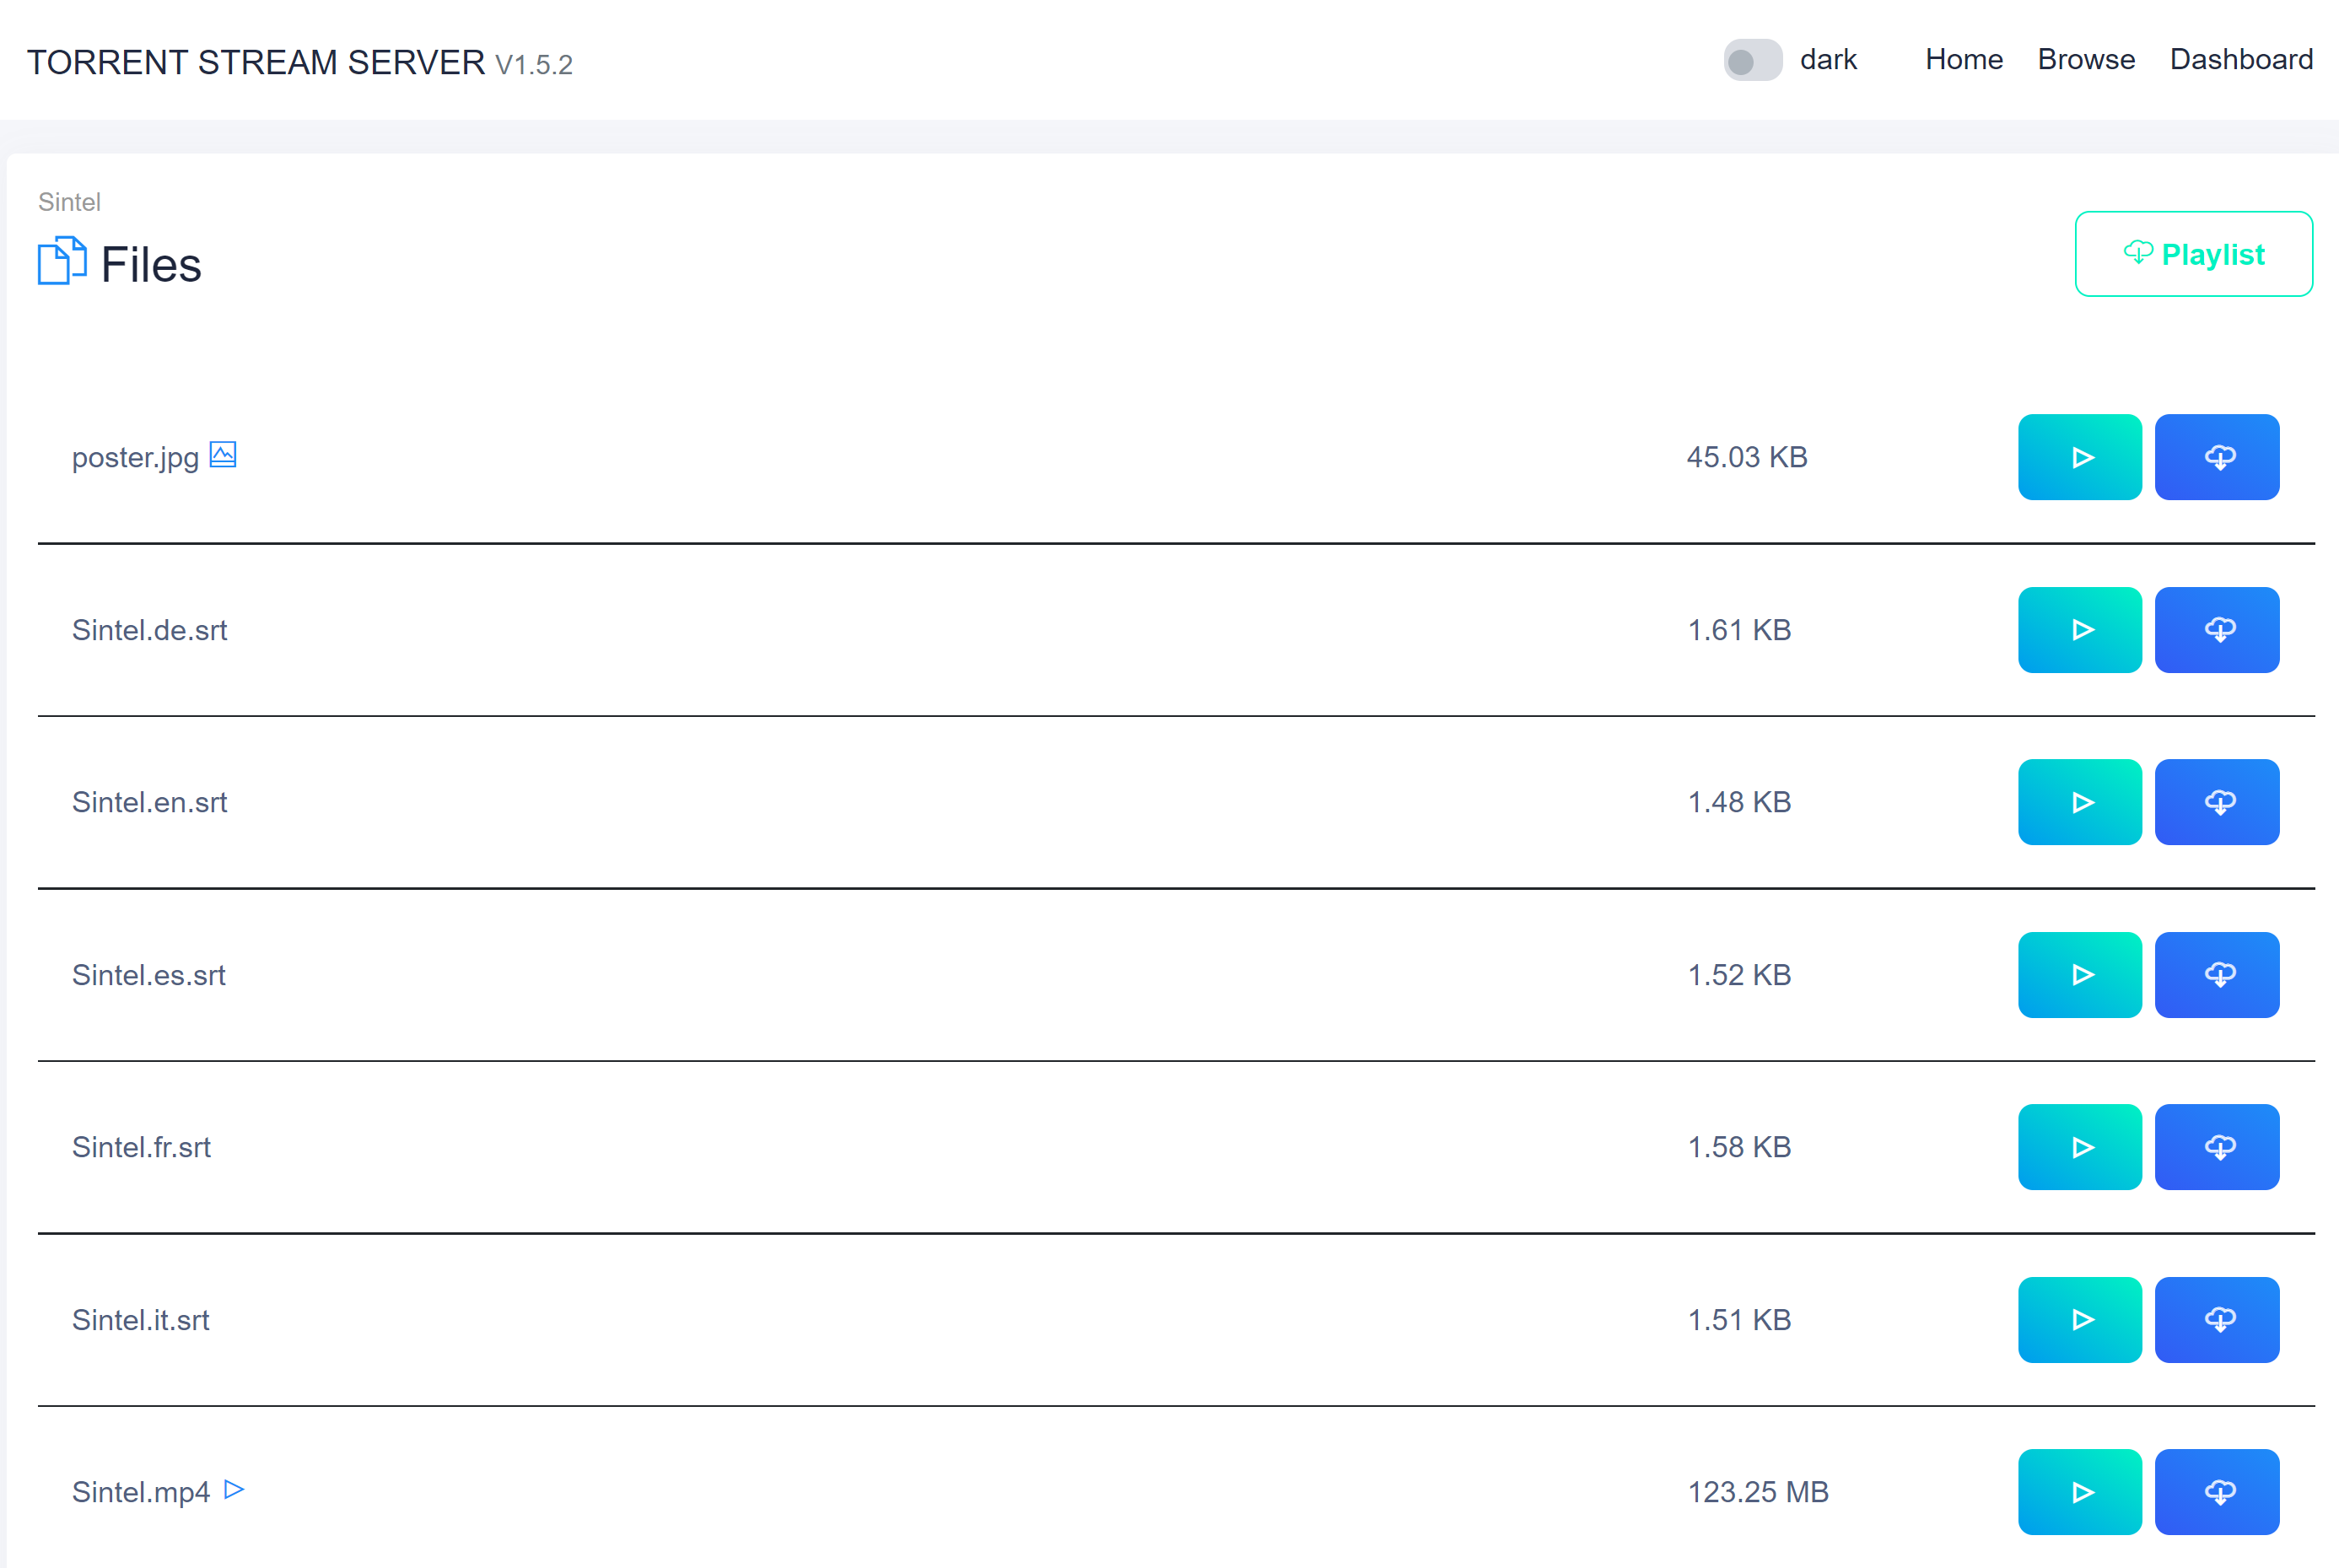 TORRENT STREAM SERVER V1.5.2 dark Home Browse Dashboard
Sintel
Files
Playlist
poster.jpg 45.03 KB
Sintel.de.srt 1.61 KB
Sintel.en.srt 1.48 KB
Sintel.es.srt 1.52 KB
Sintel.fr.srt 1.58 KB
Sintel.it.srt 1.51 KB
Sintel.mp4 123.25 MB